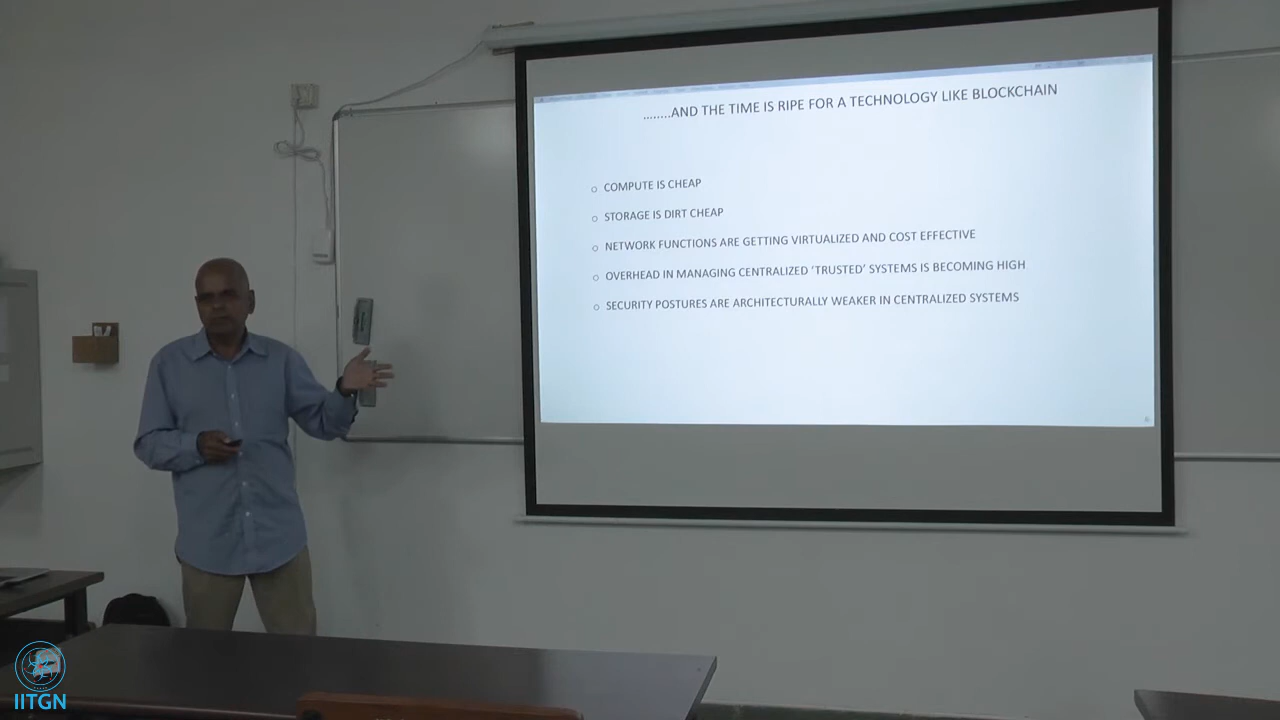 ........AND THE TIME IS RIPE FOR A TECHNOLOGY LIKE BLOCKCHAIN
COMPUTE IS CHEAP
STORAGE IS DIRT CHEAP
NETWORK FUNCTIONS ARE GETTING VIRTUALIZED AND COST EFFECTIVE
OVERHEAD IN MANAGING CENTRALIZED ‘TRUSTED’ SYSTEMS IS BECOMING HIGH
SECURITY POSTURES ARE ARCHITECTURALLY WEAKER IN CENTRALIZED SYSTEMS
IITGN